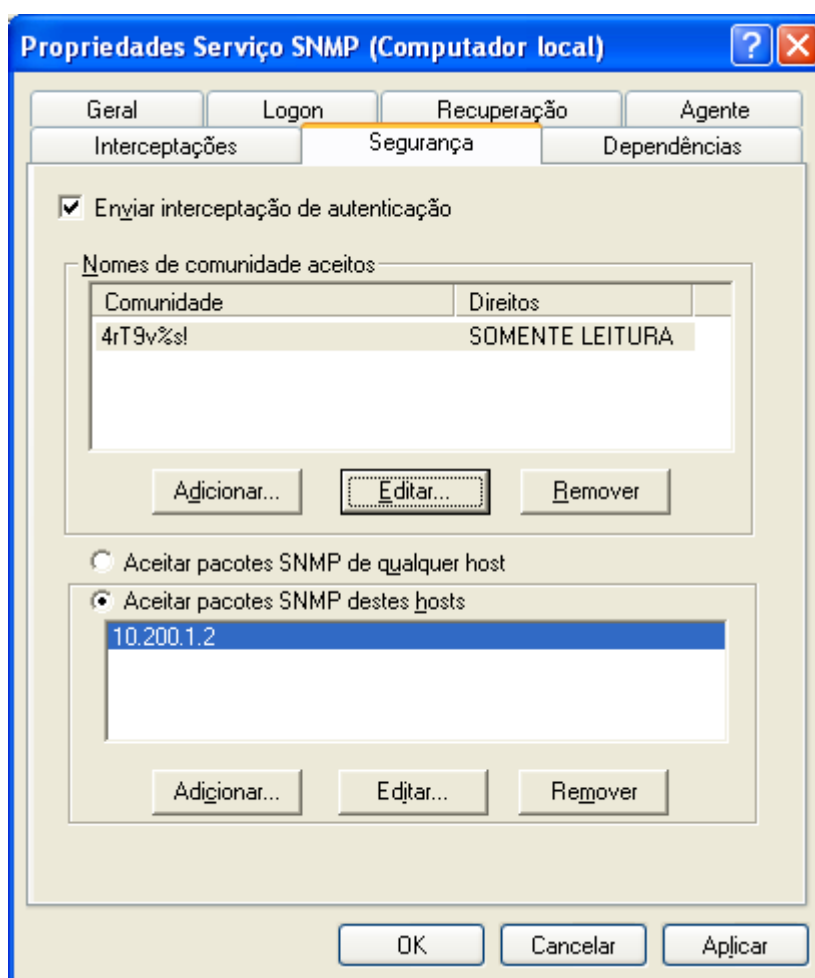 Propriedades Serviço SNMP (Computador local)
Geral Logon Recuperação Agente
Interceptações Segurança Dependências
Enviar interceptação de autenticação
Nomes de comunidade aceitos
Comunidade Direitos
4rT9v%s! SOMENTE LEITURA
Adicionar... Editar... Remover
Aceitar pacotes SNMP de qualquer host
Aceitar pacotes SNMP destes hosts
10.200.1.2
Adicionar... Editar... Remover
OK Cancelar Aplicar